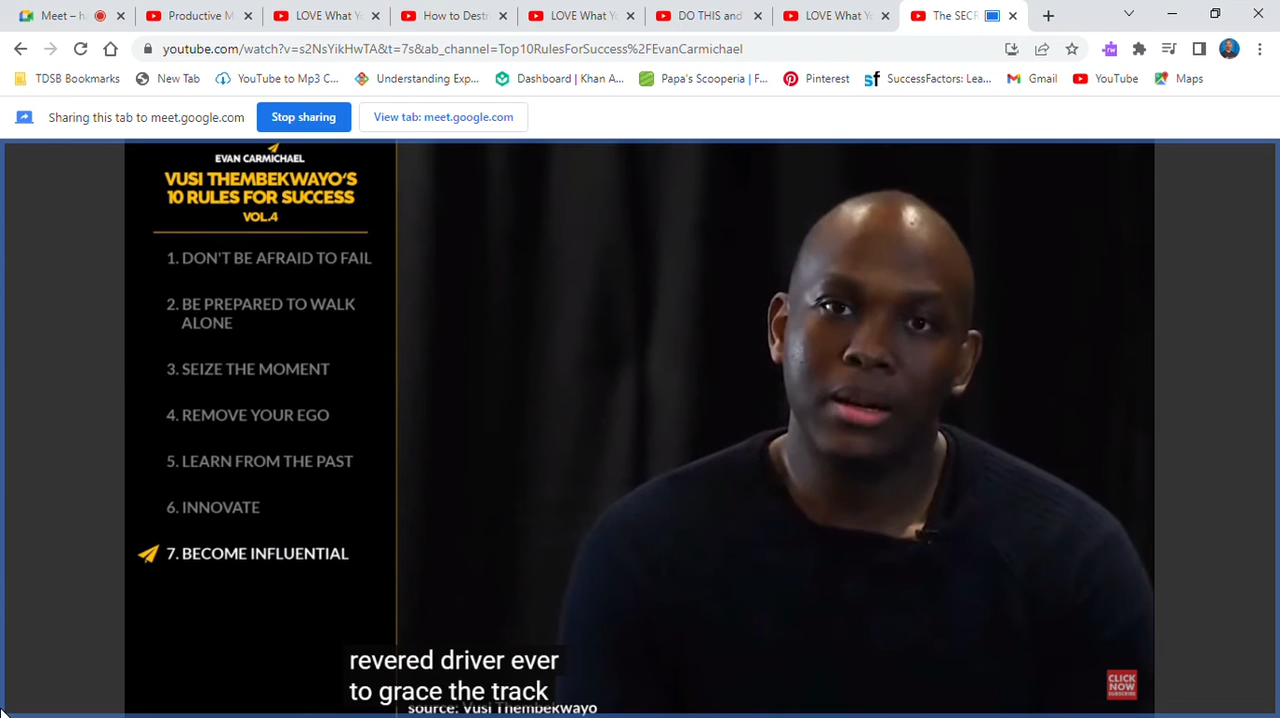 Meet – h
Productive M
LOVE What Yo
How to Destr
LOVE What Yo
DO THIS and
LOVE What Yo
The SECR
youtube.com/watch?v=s2NsYikHwTA&t=7s&ab_channel=Top10RulesForSuccess%2FEvanCarmichael
TDSB Bookmarks
New Tab
YouTube to Mp3 C...
Understanding Exp...
Dashboard | Khan A...
Papa's Scooperia | F...
Pinterest
SuccessFactors: Lea...
Gmail
YouTube
Maps
Sharing this tab to meet.google.com
Stop sharing
View tab: meet.google.com
EVAN CARMICHAEL
VUSI THEMBEKWAYO'S
10 RULES FOR SUCCESS
VOL.4
1. DON'T BE AFRAID TO FAIL
2. BE PREPARED TO WALK
ALONE
3. SEIZE THE MOMENT
4. REMOVE YOUR EGO
5. LEARN FROM THE PAST
6. INNOVATE
7. BECOME INFLUENTIAL
revered driver ever
to grace the track
source: Vusi Thembekwayo
CLICK
NOW
SUBSCRIBE